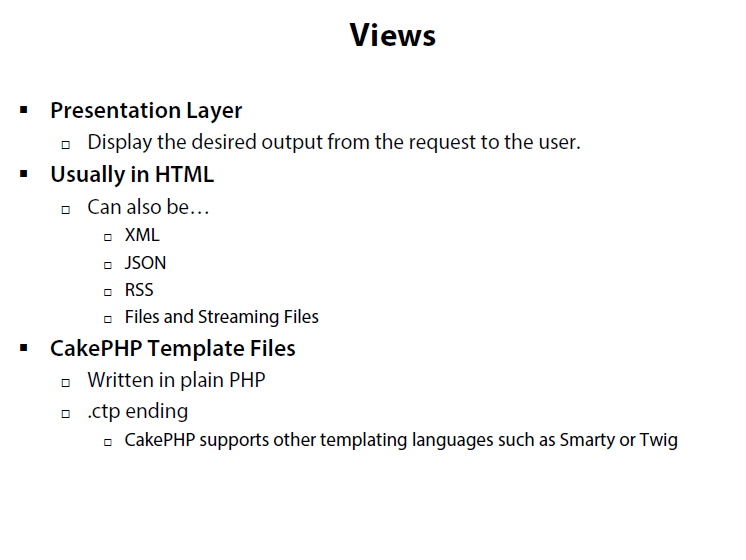 Views
Presentation Layer
Display the desired output from the request to the user.
Usually in HTML
Can also be…
XML
JSON
RSS
Files and Streaming Files
CakePHP Template Files
Written in plain PHP
.ctp ending
CakePHP supports other templating languages such as Smarty or Twig